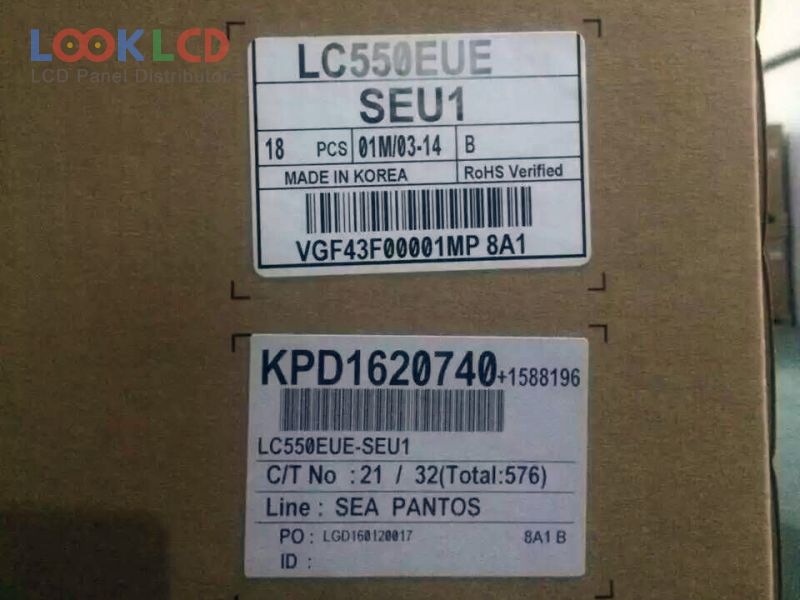 LOOKLCD
LCD Panel Distributor
LC550EUE
SEU1
18 PCS 01M/03-14 B
MADE IN KOREA RoHS Verified
VGF43F00001MP 8A1
KPD1620740+1588196
LC550EUE-SEU1
C/T No : 21 / 32(Total:576)
Line : SEA PANTOS
PO : LGD160120017 8A1 B
ID :